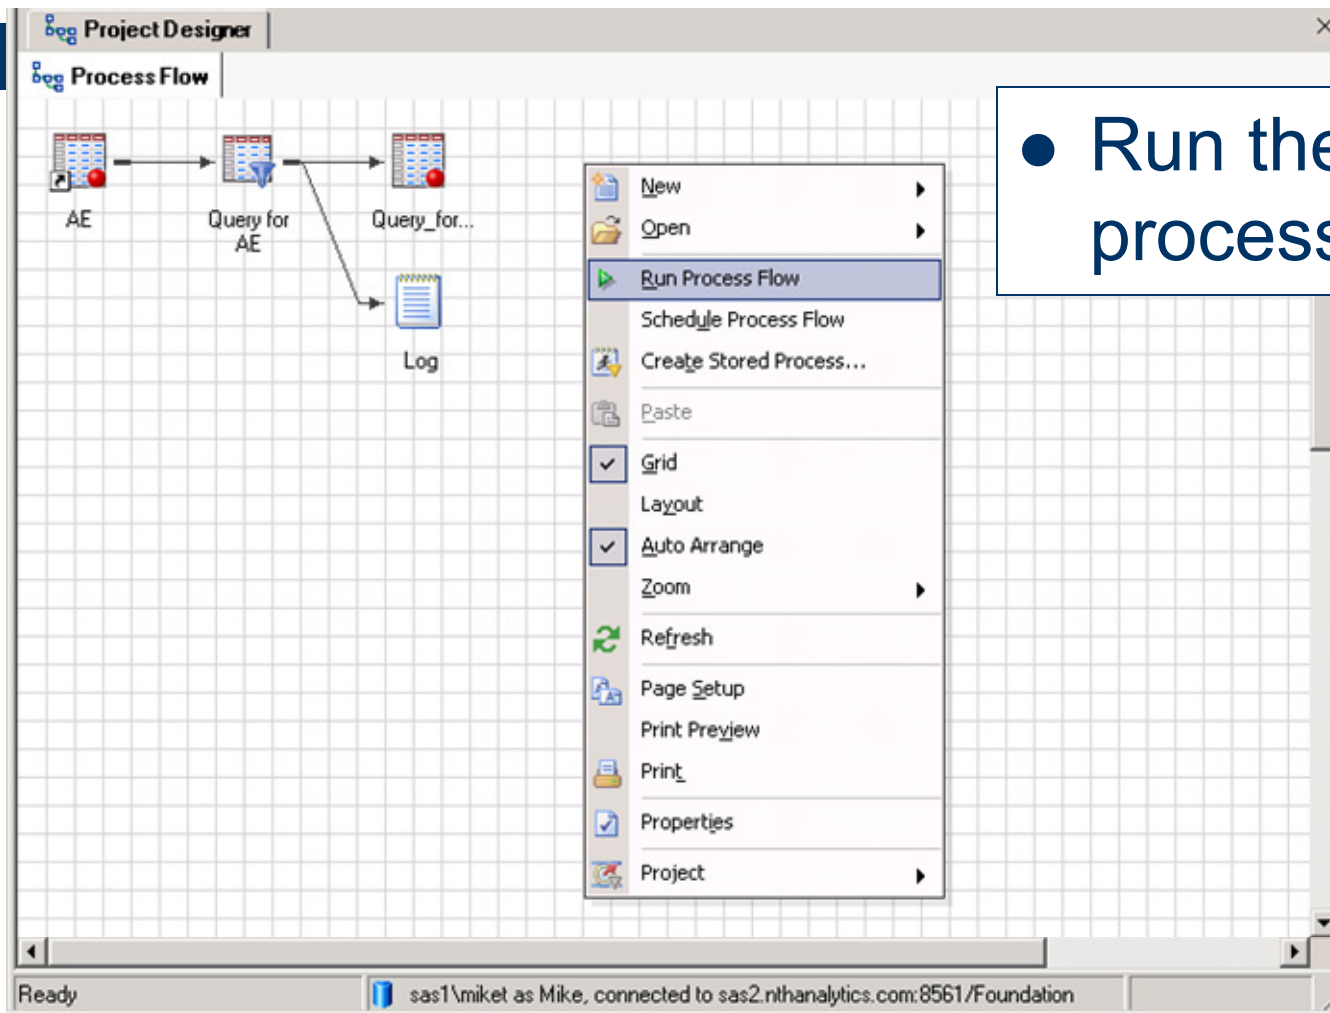 Project Designer
Process Flow
Run the
process
AE
Query for
AE
Query_for...
Log
New
Open
Run Process Flow
Schedule Process Flow
Create Stored Process...
Paste
Grid
Layout
Auto Arrange
Zoom
Refresh
Page Setup
Print Preview
Print
Properties
Project
Ready
sas1\miket as Mike, connected to sas2.nthanalytics.com:8561/Foundation